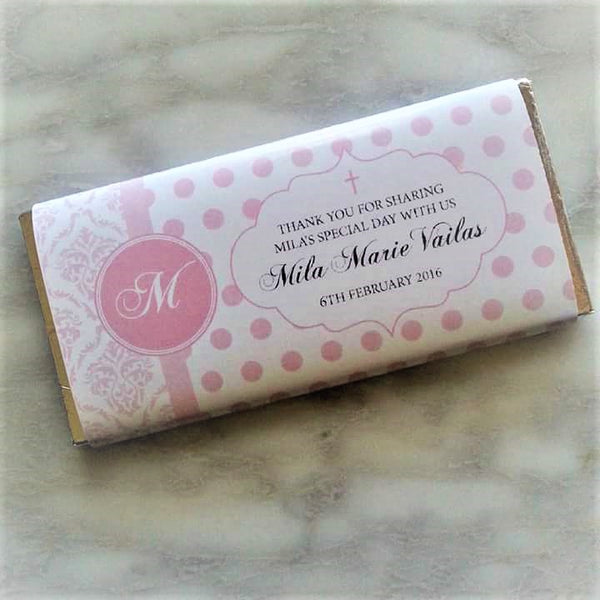 M
THANK YOU FOR SHARING
MILA'S SPECIAL DAY WITH US
Mila Marie Vailas
6TH FEBRUARY 2016